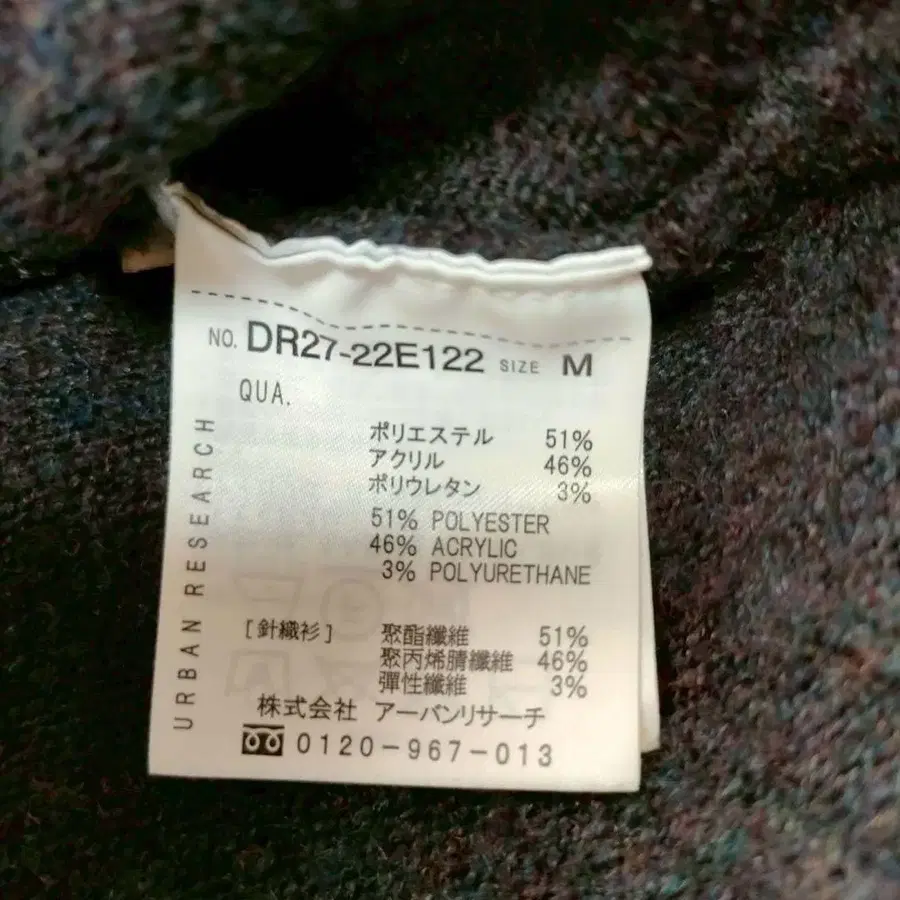 NO. DR27-22E122 SIZE M
QUA.
URBAN RESEARCH
ポリエステル 51%
アクリル 46%
ポリウレタン 3%
51% POLYESTER
46% ACRYLIC
3% POLYURETHANE
[針織衫] 聚酯纖維 51%
聚丙烯腈纖維 46%
彈性纖維 3%
株式会社 アーバンリサーチ
0120-967-013